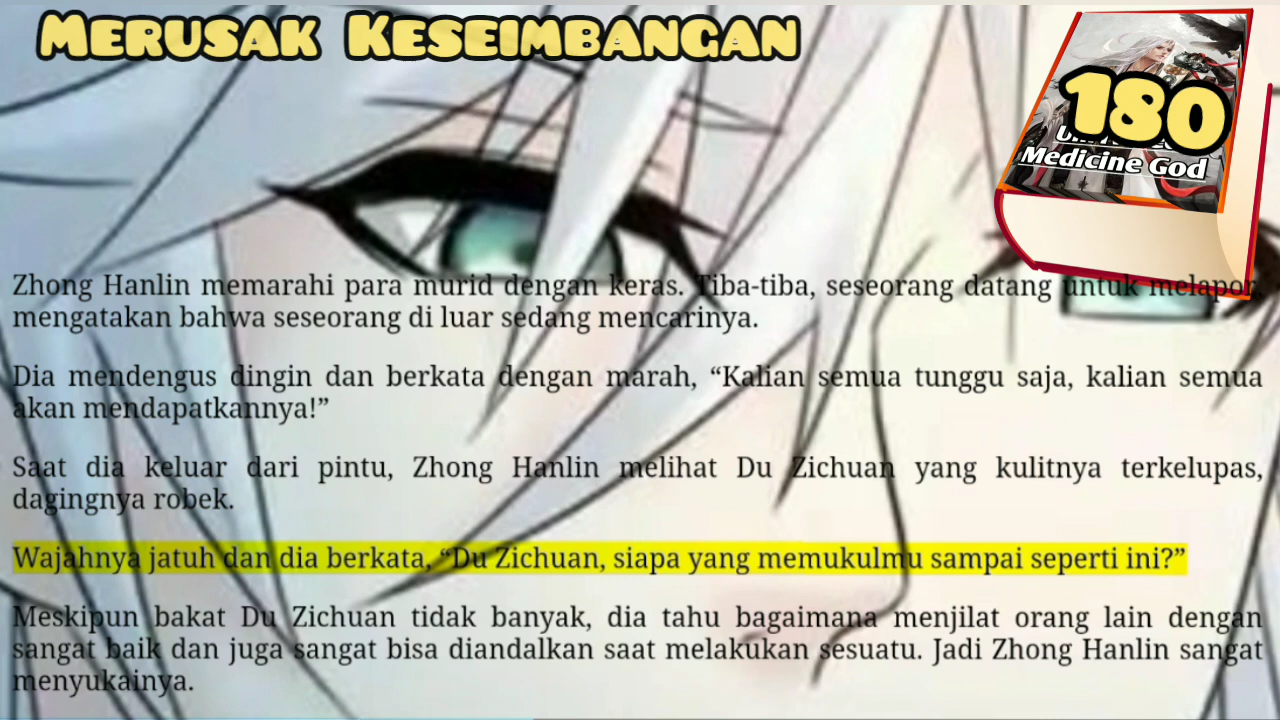 MERUSAK KESEIMBANGAN
180
Medicine God
Zhong Hanlin memarahi para murid dengan keras. Tiba-tiba, seseorang datang untuk melapor,
mengatakan bahwa seseorang di luar sedang mencarinya.
Dia mendengus dingin dan berkata dengan marah, “Kalian semua tunggu saja, kalian semua
akan mendapatkannya!”
Saat dia keluar dari pintu, Zhong Hanlin melihat Du Zichuan yang kulitnya terkelupas,
dagingnya robek.
Wajahnya jatuh dan dia berkata, “Du Zichuan, siapa yang memukulmu sampai seperti ini?”
Meskipun bakat Du Zichuan tidak banyak, dia tahu bagaimana menjilat orang lain dengan
sangat baik dan juga sangat bisa diandalkan saat melakukan sesuatu. Jadi Zhong Hanlin sangat
menyukainya.